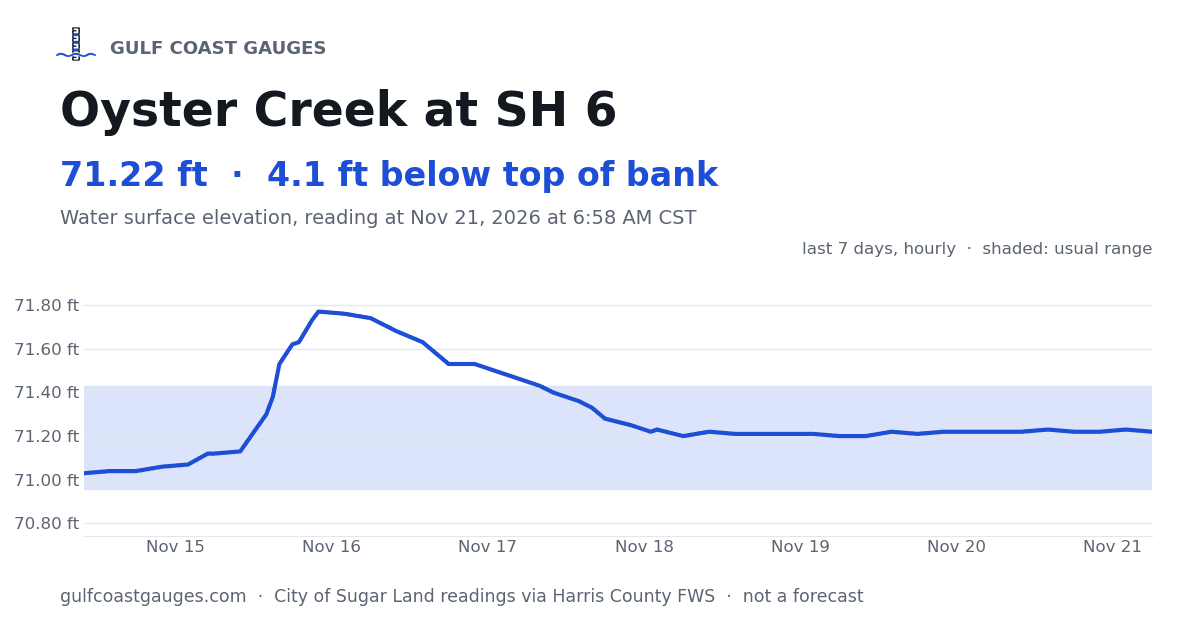 GULF COAST GAUGES
Oyster Creek at SH 6
71.22 ft · 4.1 ft below top of bank
Water surface elevation, reading at Nov 21, 2026 at 6:58 AM CST
last 7 days, hourly · shaded: usual range
71.80 ft
71.60 ft
71.40 ft
71.20 ft
71.00 ft
70.80 ft
Nov 15 Nov 16 Nov 17 Nov 18 Nov 19 Nov 20 Nov 21
gulfcoastgauges.com · City of Sugar Land readings via Harris County FWS · not a forecast